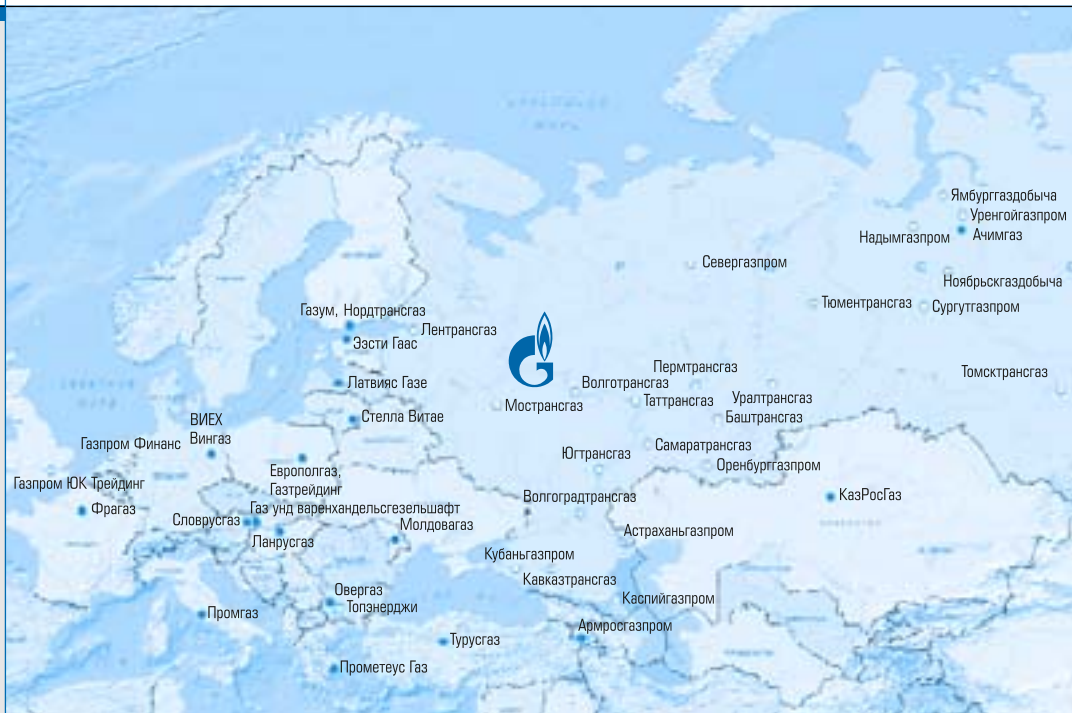 Ямбурггаздобыча
Уренгойгазпром
Надымгазпром
Ачимгаз
Севергазпром
Ноябрьскгаздобыча
Тюментрансгаз
Сургутгазпром
Газум, Нордтрансгаз
Лентрансгаз
Ээсти Гаас
Пермтрансгаз
Томсктрансгаз
Латвияс Газе
Волготрансгаз
Таттрансгаз
Уралтрансгаз
Мострансгаз
Стелла Витае
Баштрансгаз
ВИЕХ
Вингаз
Газпром Финанс
Самаратрансгаз
Югтрансгаз
Оренбурггазпром
Европолгаз,
Газтрейдинг
Газпром ЮК Трейдинг
Фрагаз
КазРосГаз
Волгоградтрансгаз
Газ унд варенхандельсгезельшафт
Словрусгаз
Молдовагаз
Панрусгаз
Астраханьгазпром
Кубаньгазпром
Кавказтрансгаз
Овергаз
Топэнерджи
Каспийгазпром
Промгаз
Армросгазпром
Турусгаз
Прометеус Газ